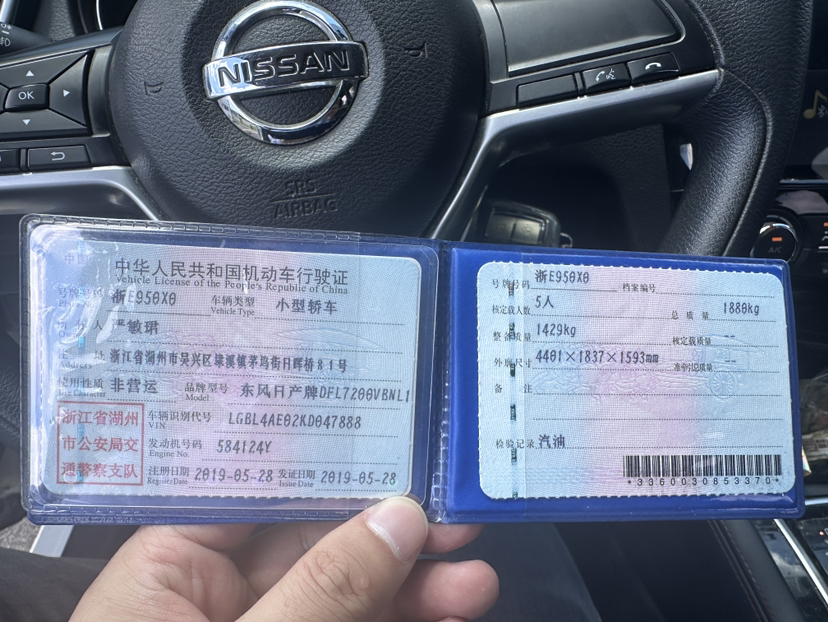 OK
NISSAN
SRS
AIRBAG
中华人民共和国机动车行驶证
Vehicle License of the People's Republic of China
号牌号码 浙E950X0 车辆类型 小型轿车
Vehicle Type
人 严敏珺
址 浙江省湖州市吴兴区埭溪镇茅坞街日晖桥81号
Address
使用性质 非营运 品牌型号 东风日产牌DFL7200VBNL1
Use Character Model
浙江省湖州
市公安局交
通警察支队
车辆识别代号 LGBL4AE02KD047888
VIN
发动机号码 584124Y
Engine No.
注册日期 2019-05-28 发证日期 2019-05-28
Register Date Issue Date
号牌号码 浙E950X0 档案编号
核定载人数 5人 总质量 1880kg
整备质量 1429kg 核定载质量 --
外廓尺寸 4401×1837×1593mm 准牵引总质量 --
备注
检验记录 汽油
*3360030853370*